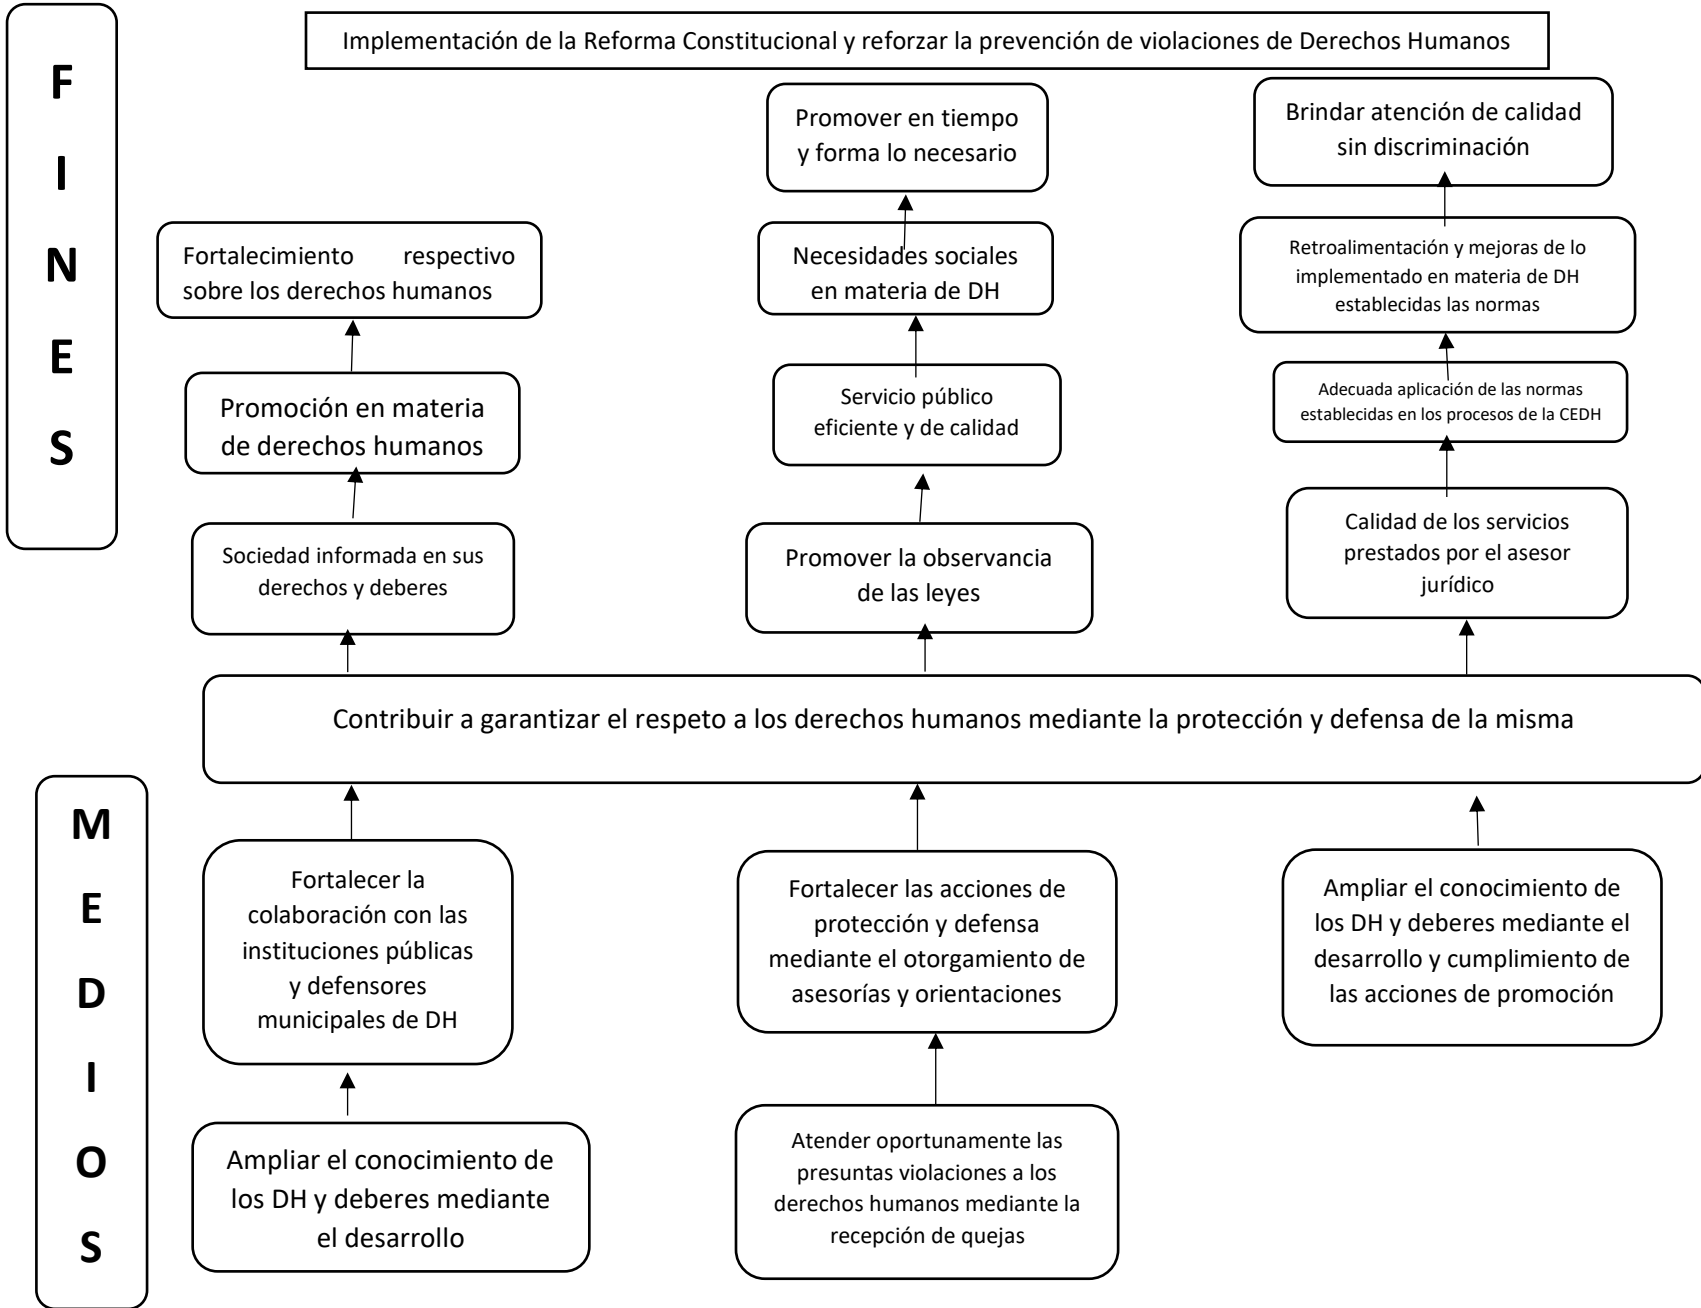 F
I
N
E
S
Implementación de la Reforma Constitucional y reforzar la prevención de violaciones de Derechos Humanos
Promover en tiempo
y forma lo necesario
Brindar atención de calidad
sin discriminación
Fortalecimiento respectivo
sobre los derechos humanos
Necesidades sociales
en materia de DH
Retroalimentación y mejoras de lo
implementado en materia de DH
establecidas las normas
Promoción en materia
de derechos humanos
Servicio público
eficiente y de calidad
Adecuada aplicación de las normas
establecidas en los procesos de la CEDH
Sociedad informada en sus
derechos y deberes
Promover la observancia
de las leyes
Calidad de los servicios
prestados por el asesor
jurídico
Contribuir a garantizar el respeto a los derechos humanos mediante la protección y defensa de la misma
M
E
D
I
O
S
Fortalecer la
colaboración con las
instituciones públicas
y defensores
municipales de DH
Fortalecer las acciones de
protección y defensa
mediante el otorgamiento de
asesorías y orientaciones
Ampliar el conocimiento de
los DH y deberes mediante el
desarrollo y cumplimiento de
las acciones de promoción
Ampliar el conocimiento de
los DH y deberes mediante
el desarrollo
Atender oportunamente las
presuntas violaciones a los
derechos humanos mediante la
recepción de quejas